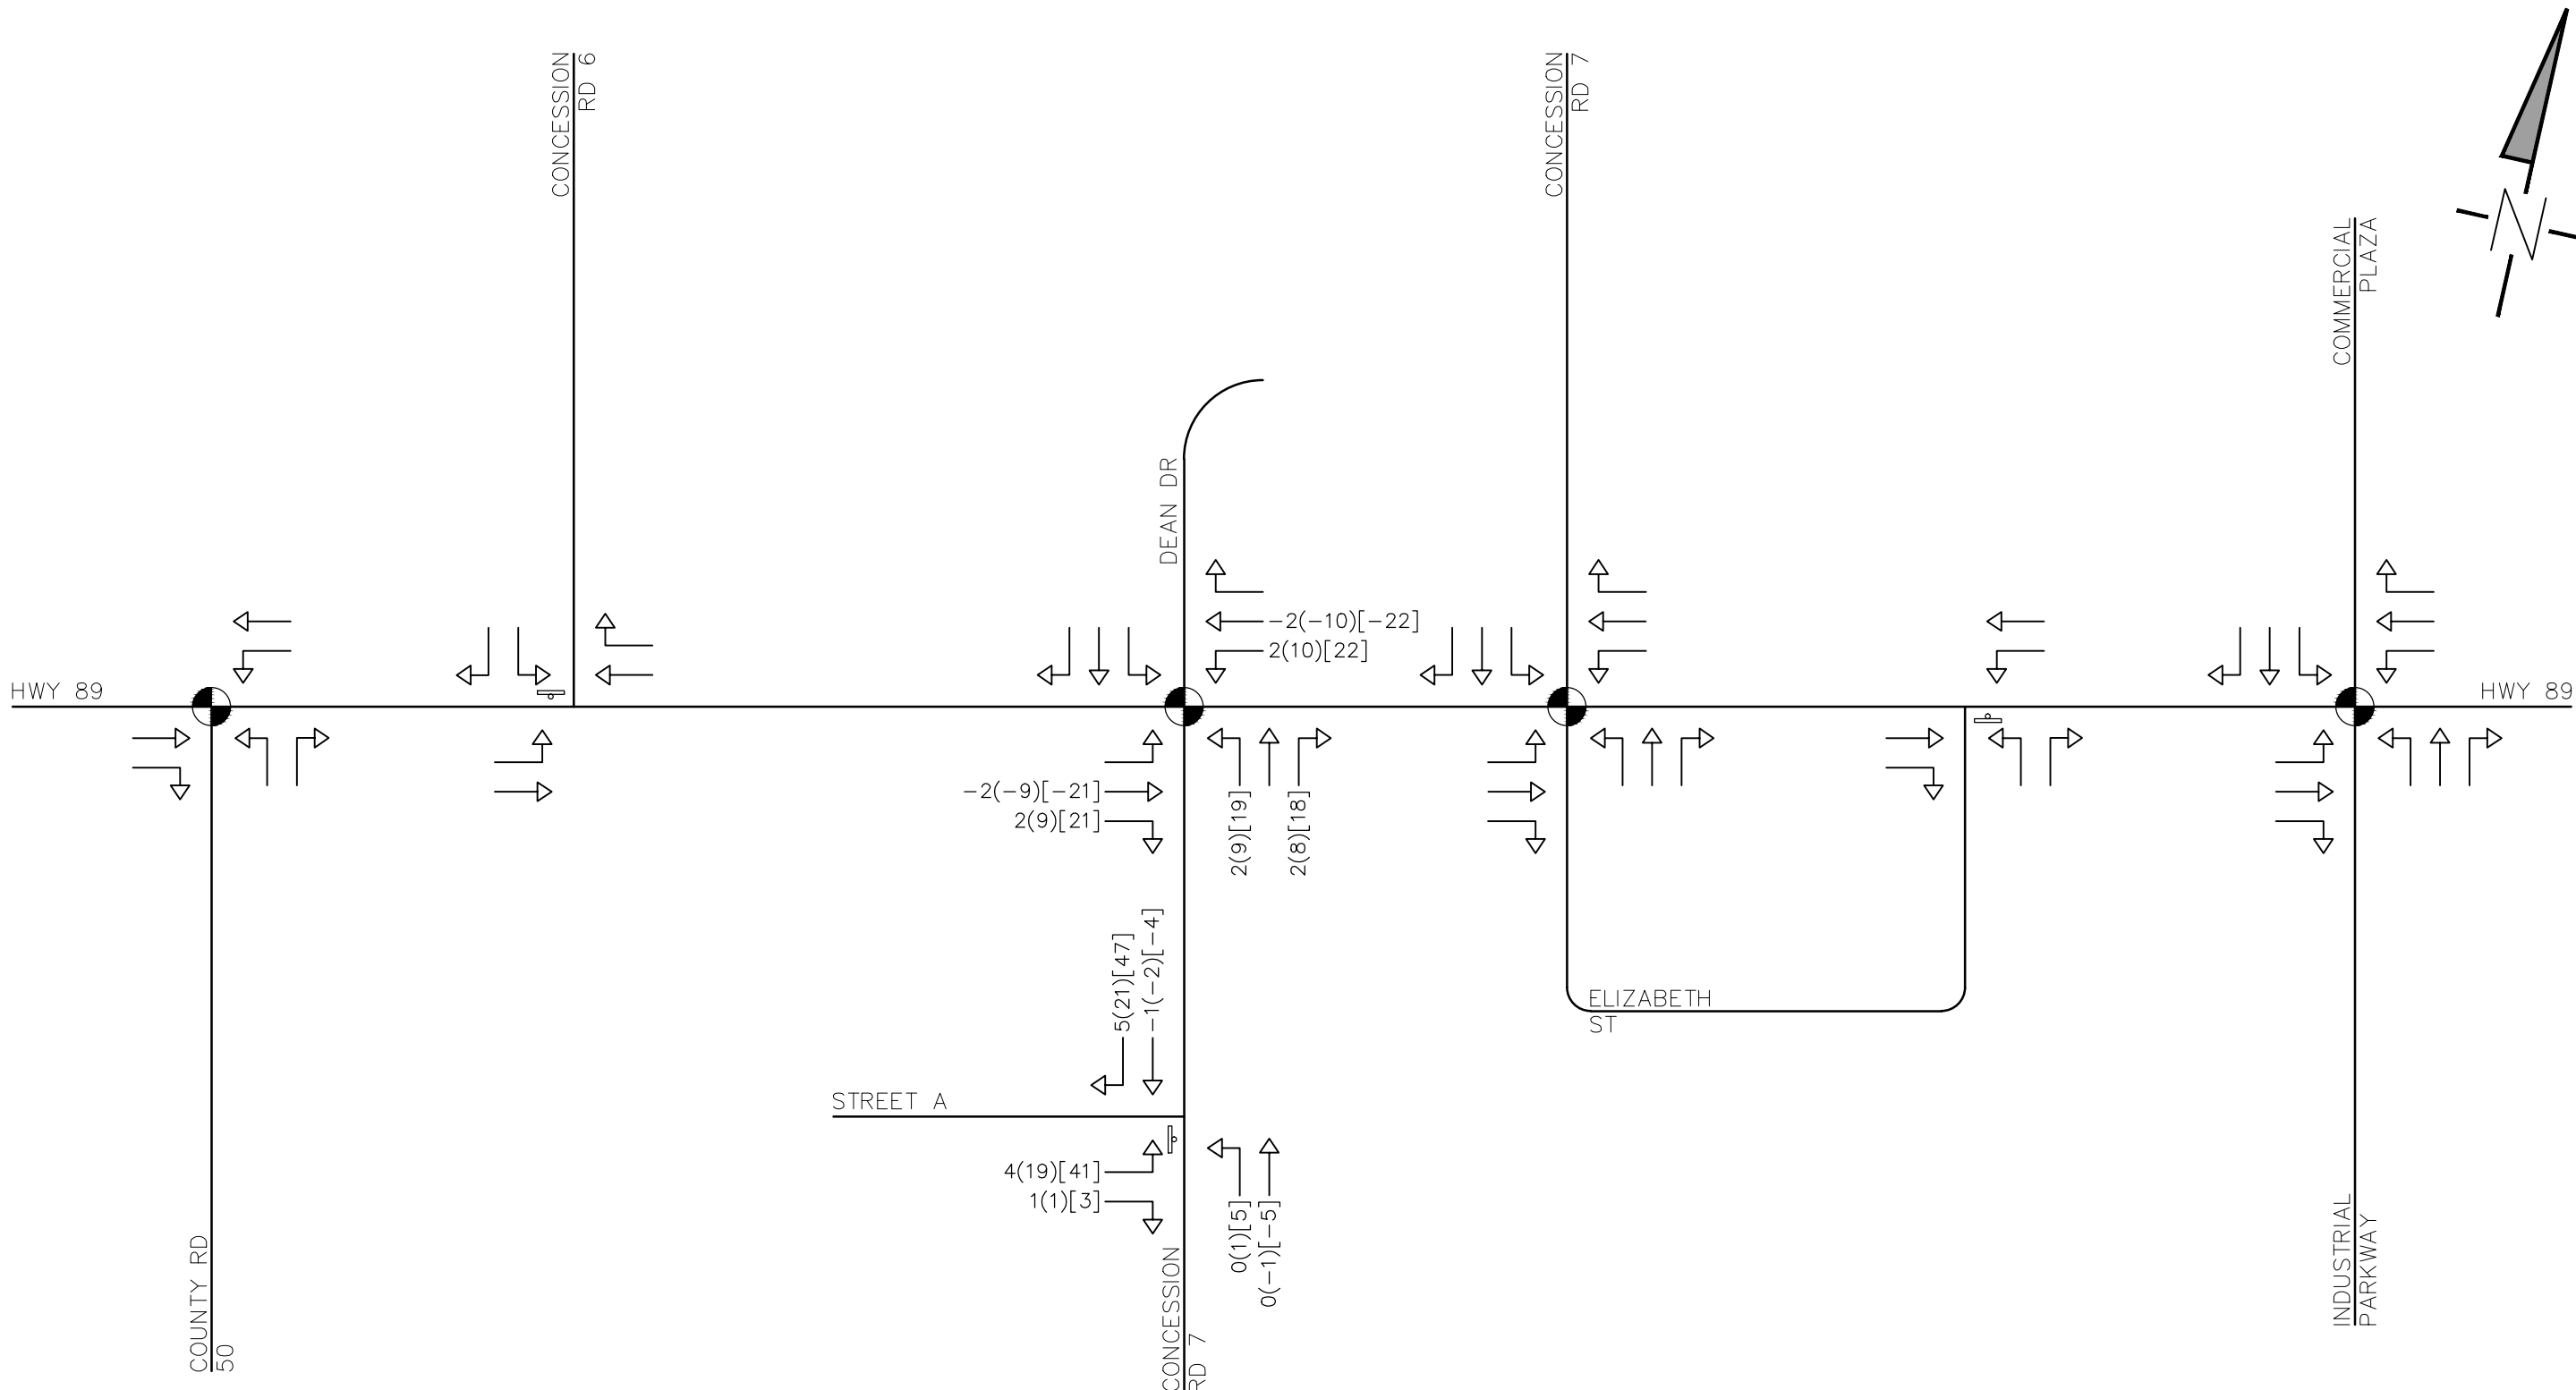 CONCESSION
RD 6
CONCESSION
RD 7
N
COMMERCIAL
PLAZA
DEAN DR
-2(-10)[-22]
2(10)[22]
HWY 89
HWY 89
-2(-9)[-21]
2(9)[21]
2(9)[19]
2(8)[18]
5(21)[47]
-1(-2)[-4]
ELIZABETH
ST
STREET A
4(19)[41]
1(1)[3]
0(1)[5]
0(-1)[-5]
COUNTY RD
50
CONCESSION
RD 7
INDUSTRIAL
PARKWAY